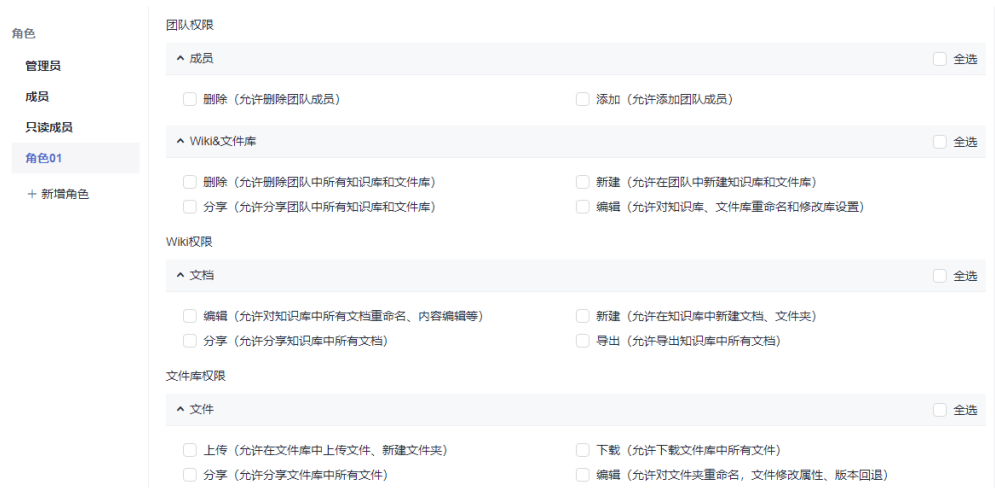 角色
管理员
成员
只读成员
角色01
+ 新增角色
团队权限
成员 全选
删除（允许删除团队成员） 添加（允许添加团队成员）
Wiki&文件库 全选
删除（允许删除团队中所有知识库和文件库） 新建（允许在团队中新建知识库和文件库）
分享（允许分享团队中所有知识库和文件库） 编辑（允许对知识库、文件库重命名和修改库设置）
Wiki权限
文档 全选
编辑（允许对知识库中所有文档重命名、内容编辑等） 新建（允许在知识库中新建文档、文件夹）
分享（允许分享知识库中所有文档） 导出（允许导出知识库中所有文档）
文件库权限
文件 全选
上传（允许在文件库中上传文件、新建文件夹） 下载（允许下载文件库中所有文件）
分享（允许分享文件库中所有文件） 编辑（允许对文件夹重命名，文件修改属性、版本回退）